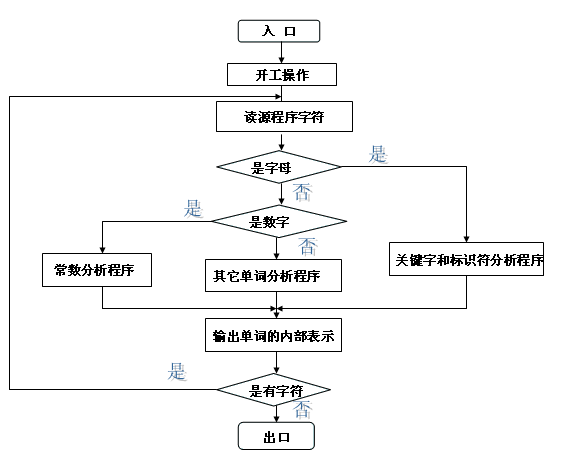 入 口
开工操作
读源程序字符
是字母
是
否
是数字
是
否
常数分析程序
其它单词分析程序
关键字和标识符分析程序
输出单词的内部表示
是
是有字符
否
出口